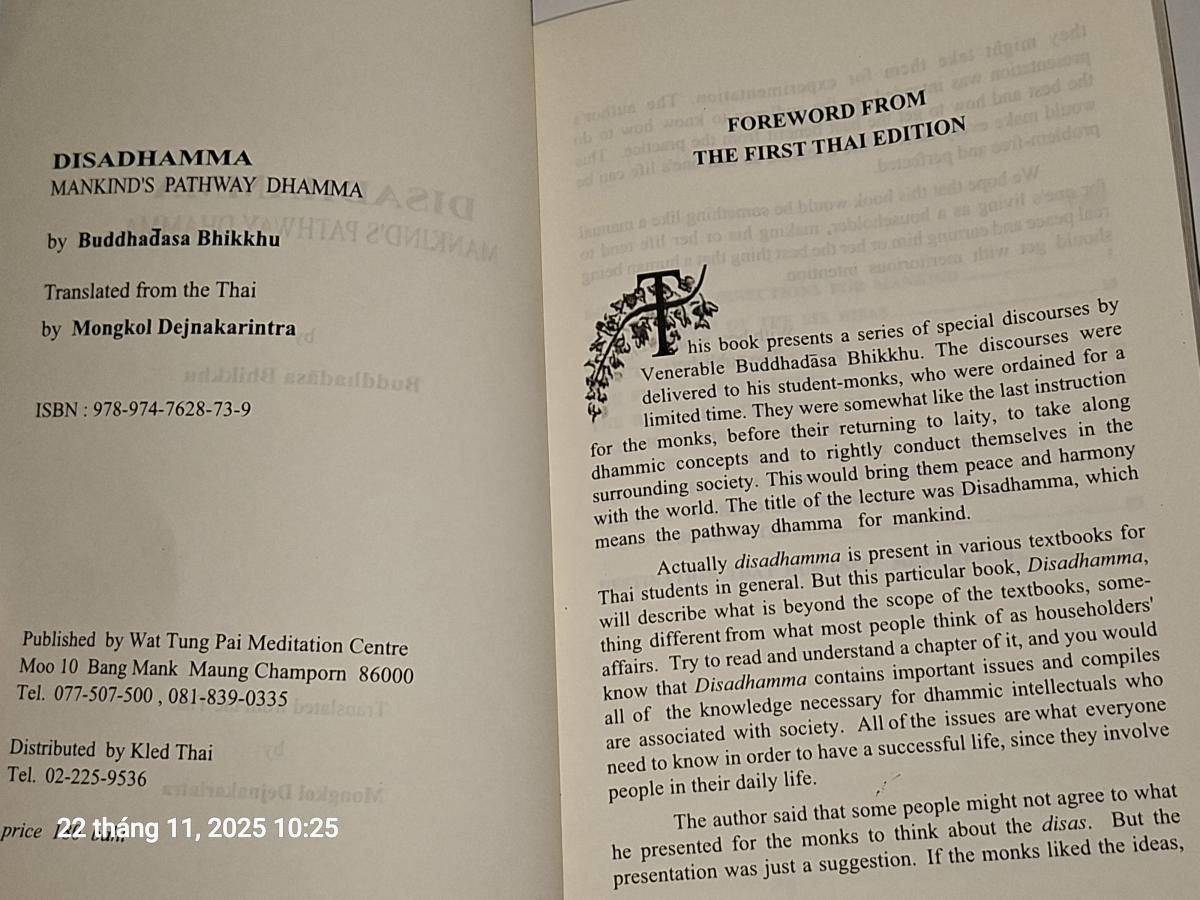 DISADHAMMA
MANKIND'S PATHWAY DHAMMA
by Buddhadāsa Bhikkhu
Translated from the Thai
by Mongkol Dejnakarintra
ISBN : 978-974-7628-73-9
Published by Wat Tung Pai Meditation Centre
Moo 10 Bang Mank Maung Champorn 86000
Tel. 077-507-500 , 081-839-0335
Distributed by Kled Thai
Tel. 02-225-9536
price
22 tháng 11, 2025 10:25
FOREWORD FROM
THE FIRST THAI EDITION
This book presents a series of special discourses by
Venerable Buddhadāsa Bhikkhu. The discourses were
delivered to his student-monks, who were ordained for a
limited time. They were somewhat like the last instruction
for the monks, before their returning to laity, to take along
dhammic concepts and to rightly conduct themselves in the
surrounding society. This would bring them peace and harmony
with the world. The title of the lecture was Disadhamma, which
means the pathway dhamma for mankind.
Actually disadhamma is present in various textbooks for
Thai students in general. But this particular book, Disadhamma,
will describe what is beyond the scope of the textbooks, some-
thing different from what most people think of as householders'
affairs. Try to read and understand a chapter of it, and you would
know that Disadhamma contains important issues and compiles
all of the knowledge necessary for dhammic intellectuals who
are associated with society. All of the issues are what everyone
need to know in order to have a successful life, since they involve
people in their daily life.
The author said that some people might not agree to what
he presented for the monks to think about the disas. But the
presentation was just a suggestion. If the monks liked the ideas,